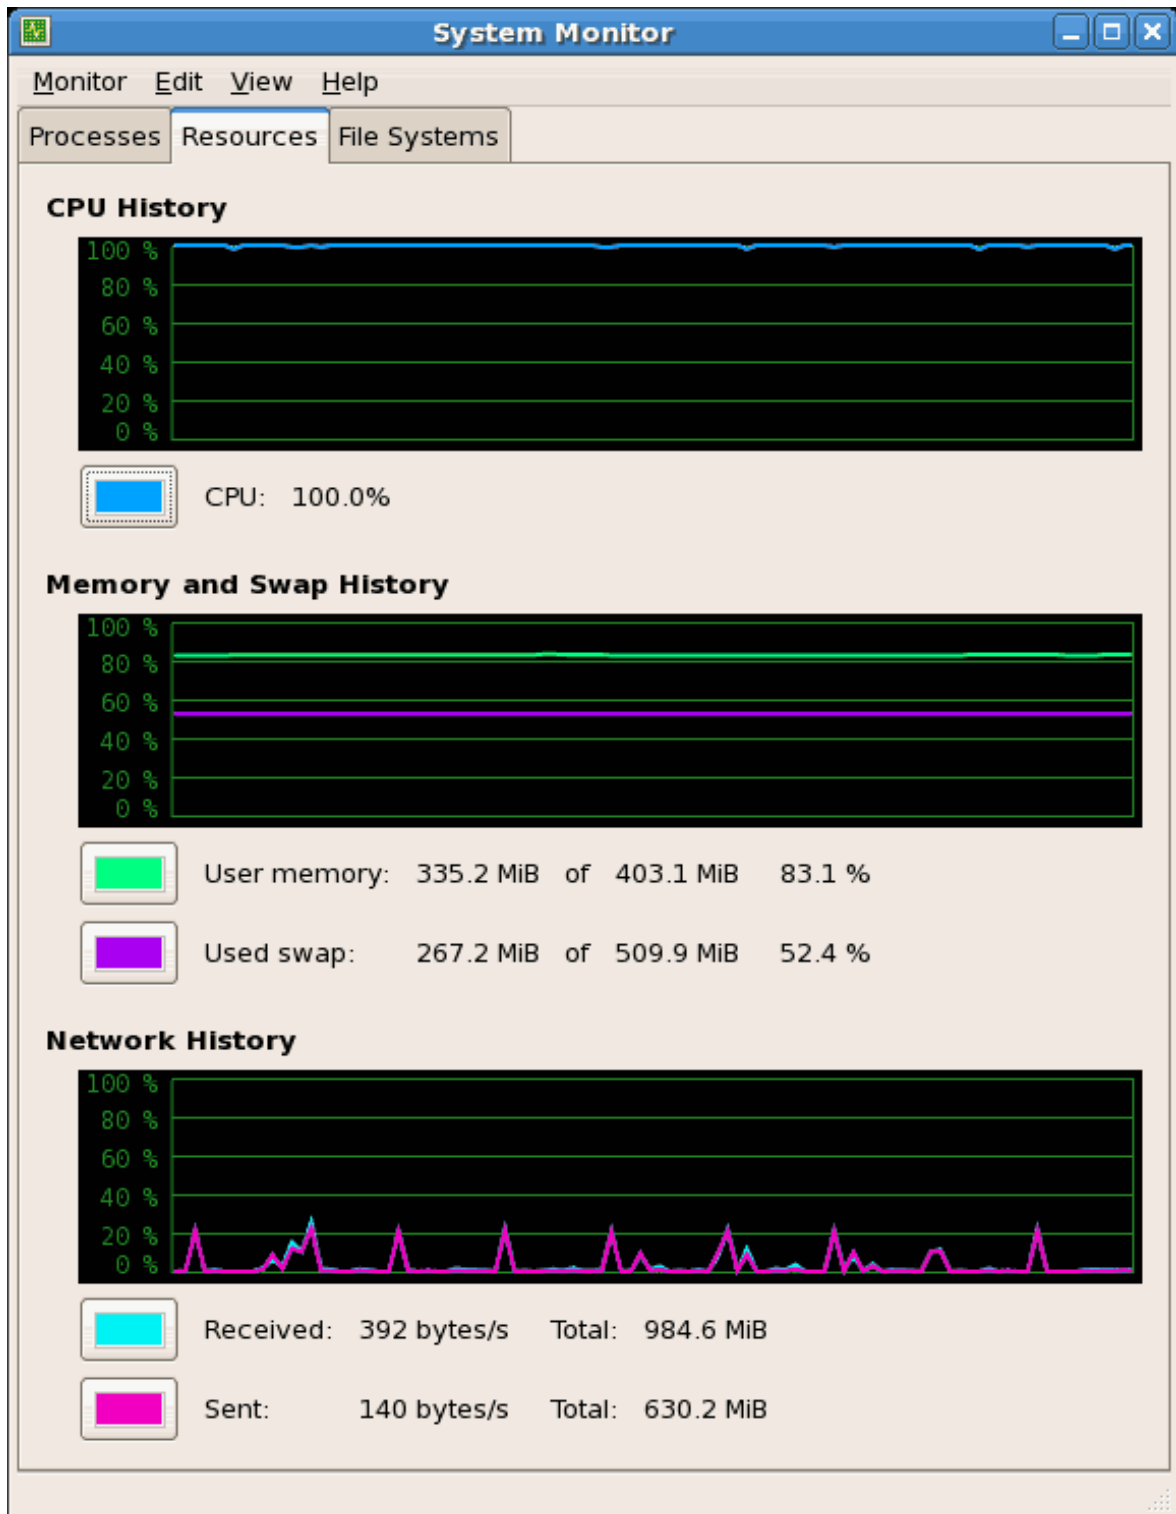 System Monitor
Monitor Edit View Help
Processes Resources File Systems
CPU History
100 %
80 %
60 %
40 %
20 %
0 %
CPU: 100.0%
Memory and Swap History
100 %
80 %
60 %
40 %
20 %
0 %
User memory: 335.2 MiB of 403.1 MiB 83.1 %
Used swap: 267.2 MiB of 509.9 MiB 52.4 %
Network History
100 %
80 %
60 %
40 %
20 %
0 %
Received: 392 bytes/s Total: 984.6 MiB
Sent: 140 bytes/s Total: 630.2 MiB